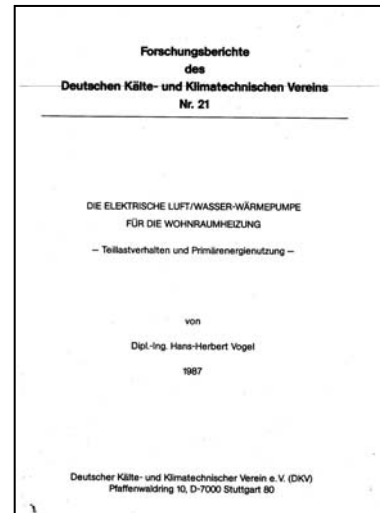 Forschungsberichte
des
Deutschen Kälte- und Klimatechnischen Vereins
Nr. 21
DIE ELEKTRISCHE LUFT/WASSER-WÄRMEPUMPE
FÜR DIE WOHNRAUMHEIZUNG
— Teillastverhalten und Primärenergienutzung —
von
Dipl.-Ing. Hans-Herbert Vogel
1987
Deutscher Kälte- und Klimatechnischer Verein e. V. (DKV)
Pfaffenwaldring 10, D-7000 Stuttgart 80